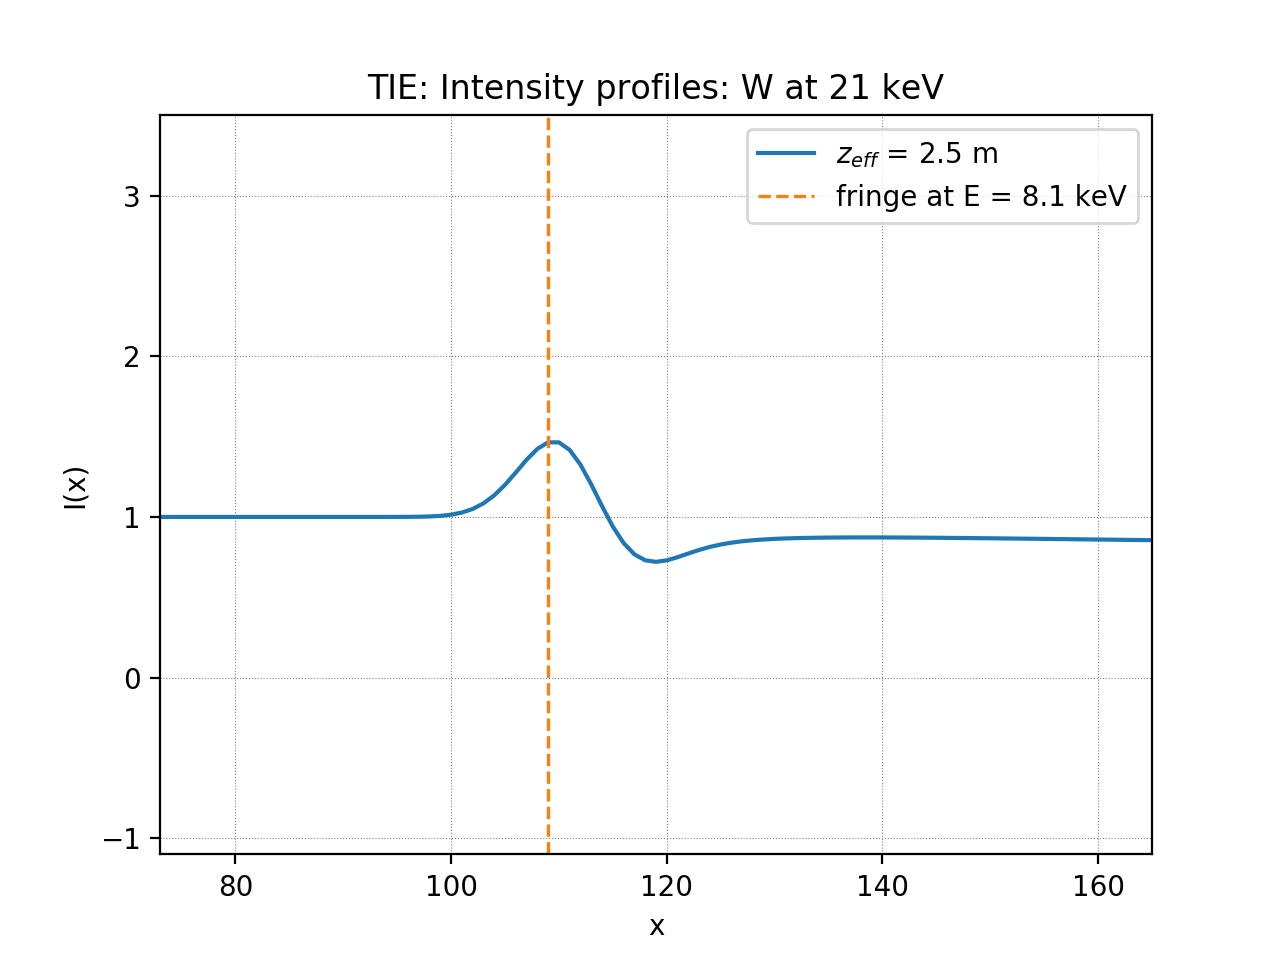 TIE: Intensity profiles: W at 21 keV
z_eff = 2.5 m
fringe at E = 8.1 keV
3
2
1
0
−1
I(x)
80 100 120 140 160
x